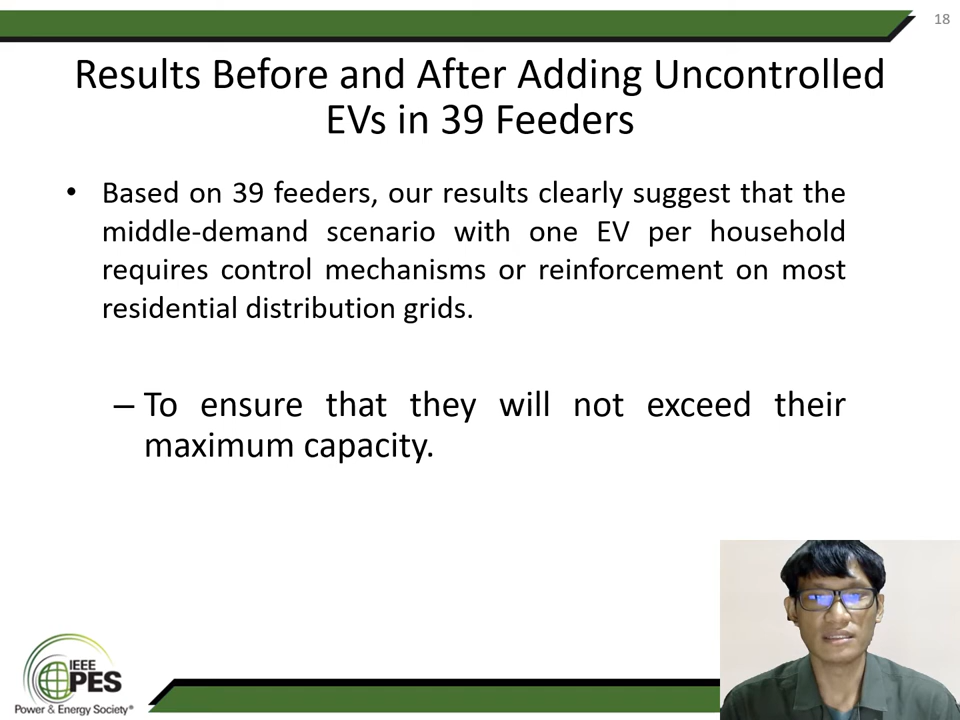 18
Results Before and After Adding Uncontrolled
EVs in 39 Feeders
• Based on 39 feeders, our results clearly suggest that the
middle-demand scenario with one EV per household
requires control mechanisms or reinforcement on most
residential distribution grids.
– To ensure that they will not exceed their
maximum capacity.
IEEE
PES
Power & Energy Society®